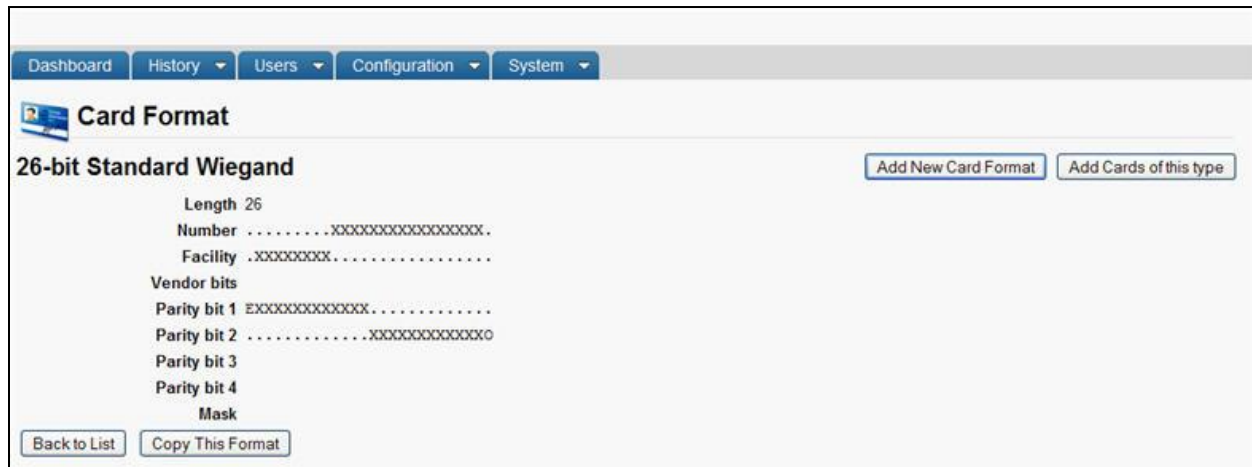 Dashboard History Users Configuration System
Card Format
26-bit Standard Wiegand Add New Card Format Add Cards of this type
Length 26
Number .........XXXXXXXXXXXXXXXX.
Facility .XXXXXXXX.................
Vendor bits
Parity bit 1 EXXXXXXXXXXXX.............
Parity bit 2 .............XXXXXXXXXXXXO
Parity bit 3
Parity bit 4
Mask
Back to List Copy This Format